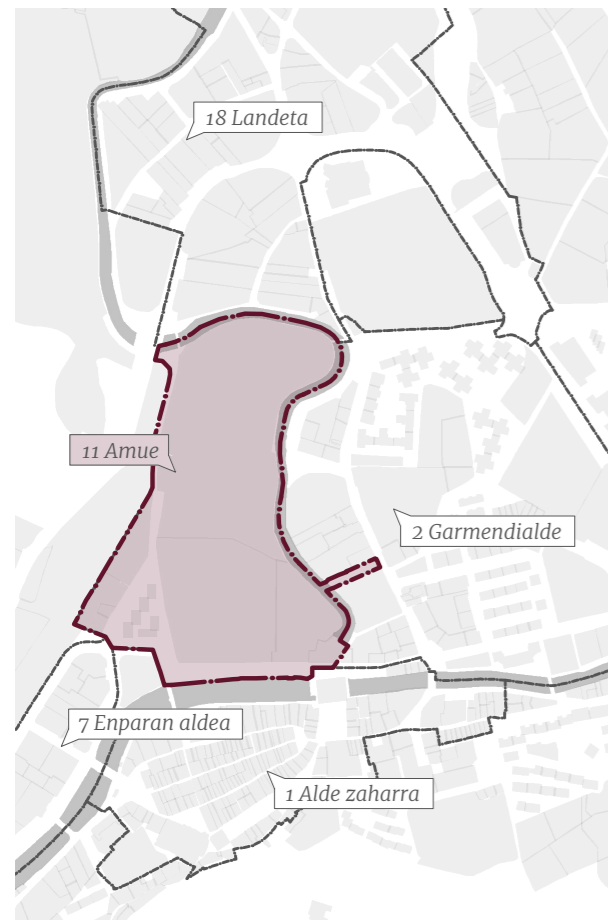 18 Landeta
11 Amue
2 Garmendialde
7 Enparan aldea
1 Alde zaharra